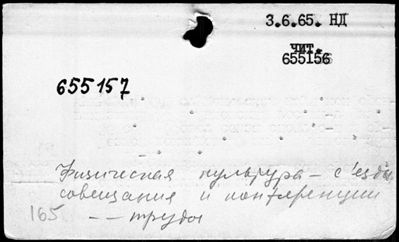 3.6.65. НД
чит.
655156
655157
Физическая культура – съезды,
совещания и конференции
165 – – труды